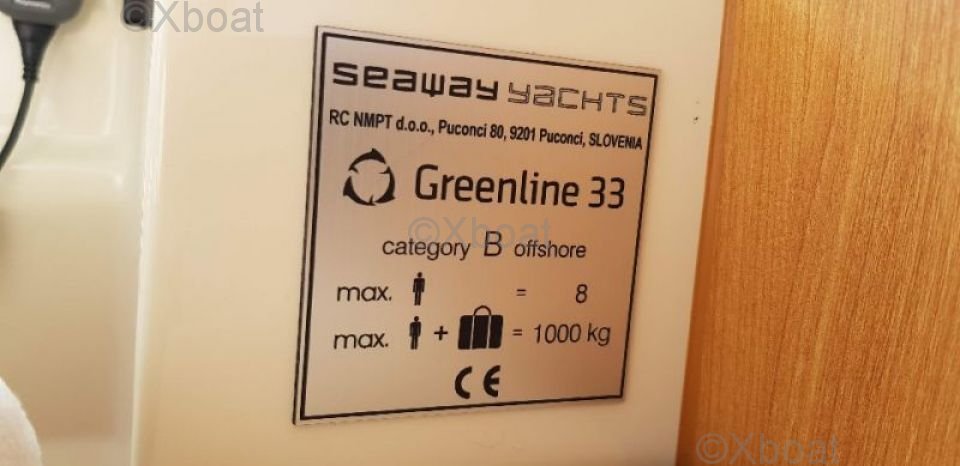 ©Xboat
seaway yachts
RC NMPT d.o.o., Puconci 80, 9201 Puconci, SLOVENIA
Greenline 33
©Xboat
category B offshore
max. = 8
max. + = 1000 kg
CE
©Xboat